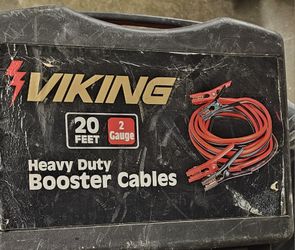 VIKING
20 FEET
2 Gauge
Heavy Duty
Booster Cables